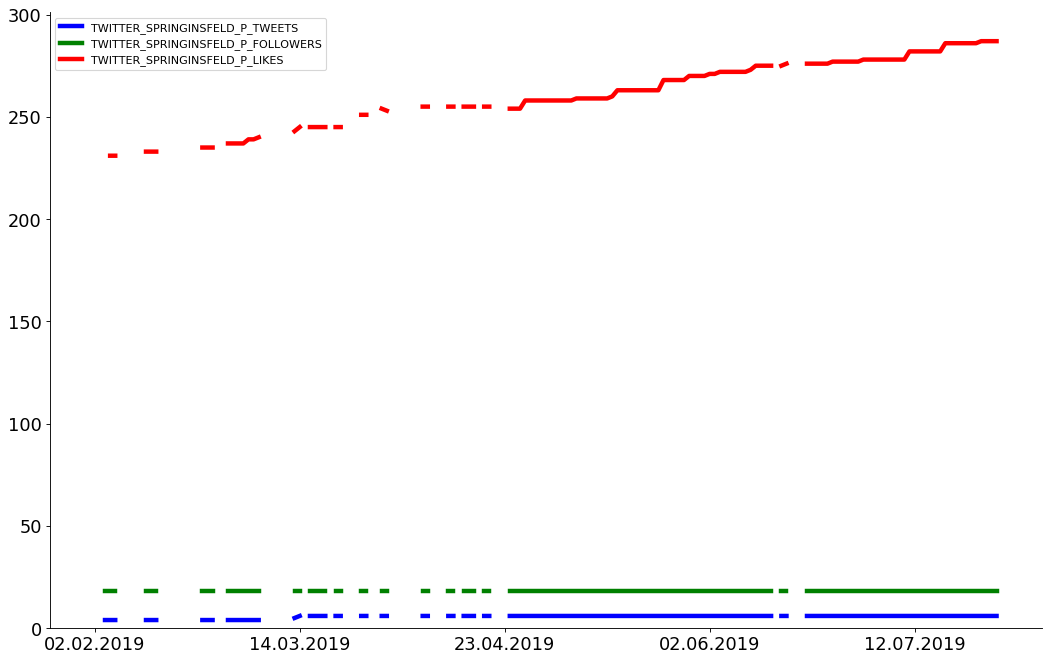 300
250
200
150
100
50
0
TWITTER_SPRINGINSFELD_P_TWEETS
TWITTER_SPRINGINSFELD_P_FOLLOWERS
TWITTER_SPRINGINSFELD_P_LIKES
02.02.2019 14.03.2019 23.04.2019 02.06.2019 12.07.2019